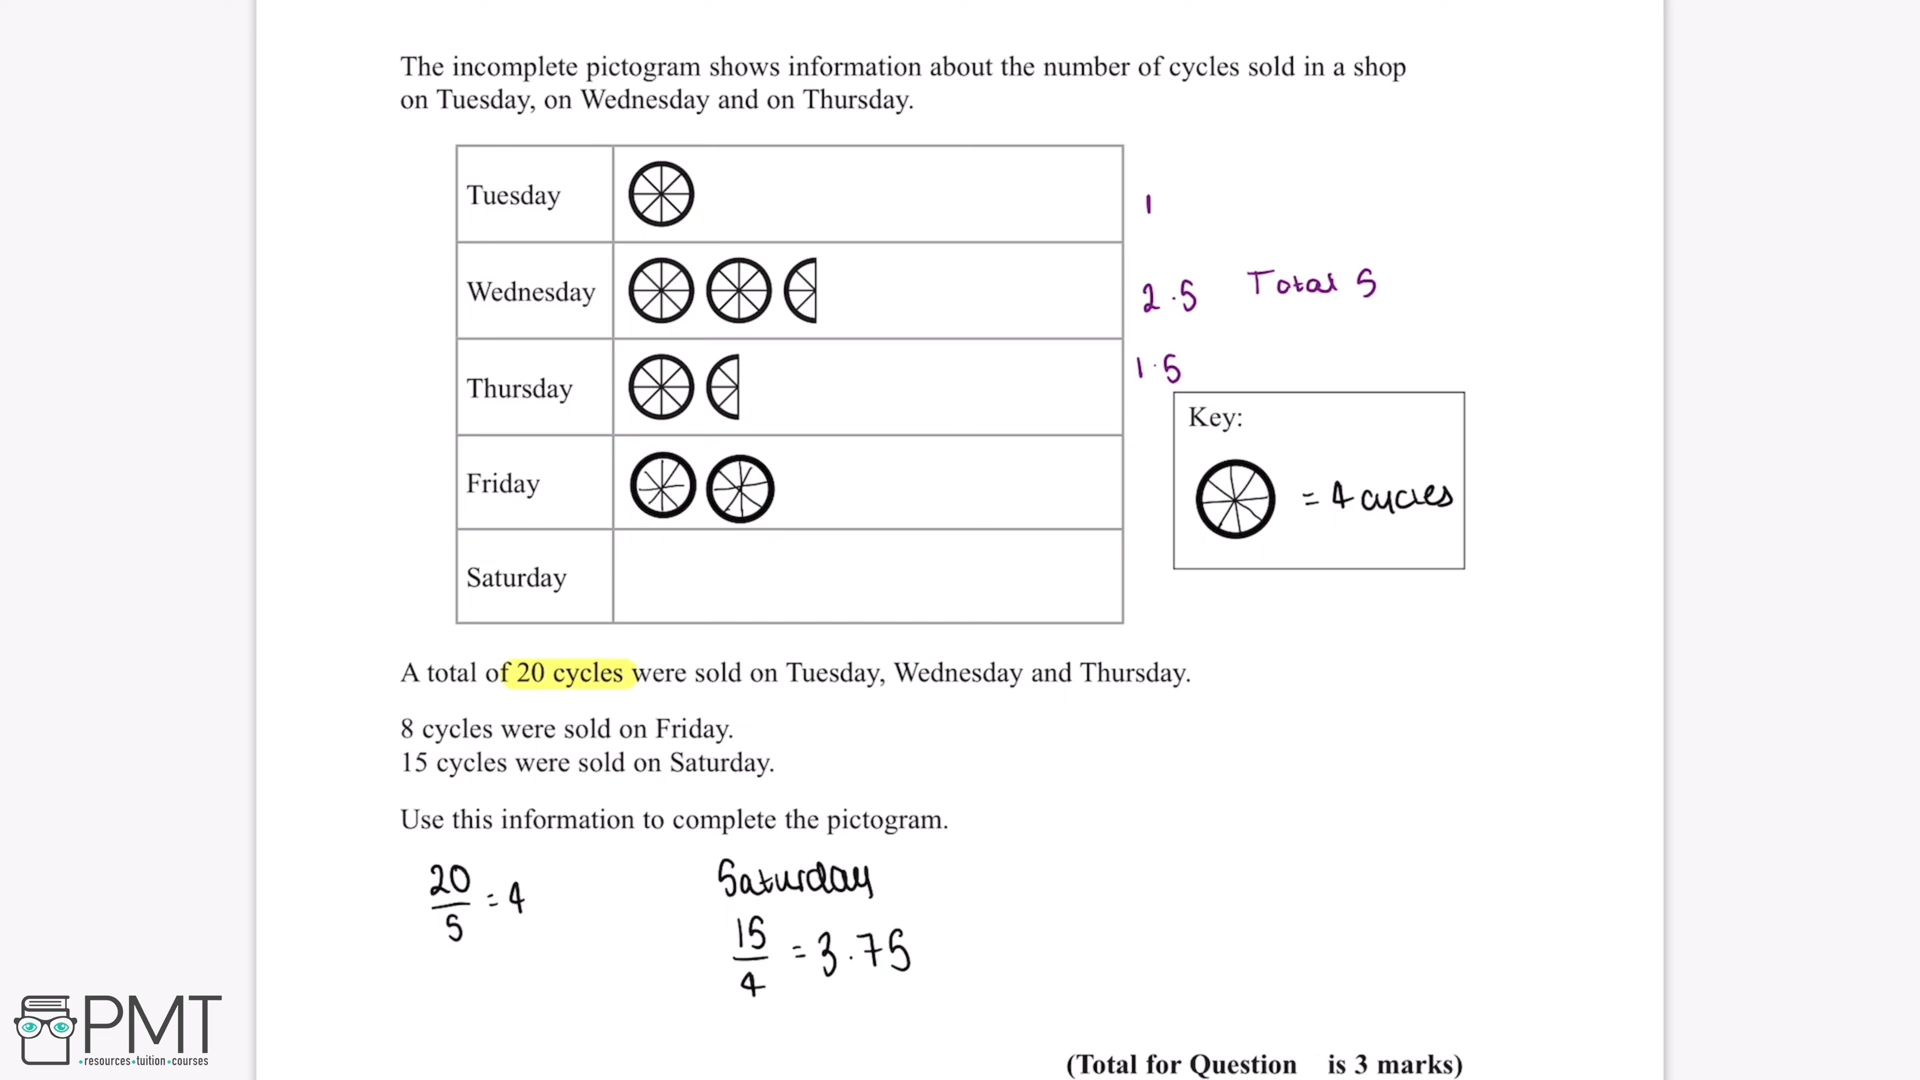 The incomplete pictogram shows information about the number of cycles sold in a shop
on Tuesday, on Wednesday and on Thursday.
Tuesday
1
Wednesday
2.5 Total 5
Thursday
1.5
Key:
= 4 cycles
Friday
Saturday
A total of 20 cycles were sold on Tuesday, Wednesday and Thursday.
8 cycles were sold on Friday.
15 cycles were sold on Saturday.
Use this information to complete the pictogram.
20/5 = 4
Saturday
15/4 = 3.75
PMT
•resources•tuition•courses
(Total for Question is 3 marks)